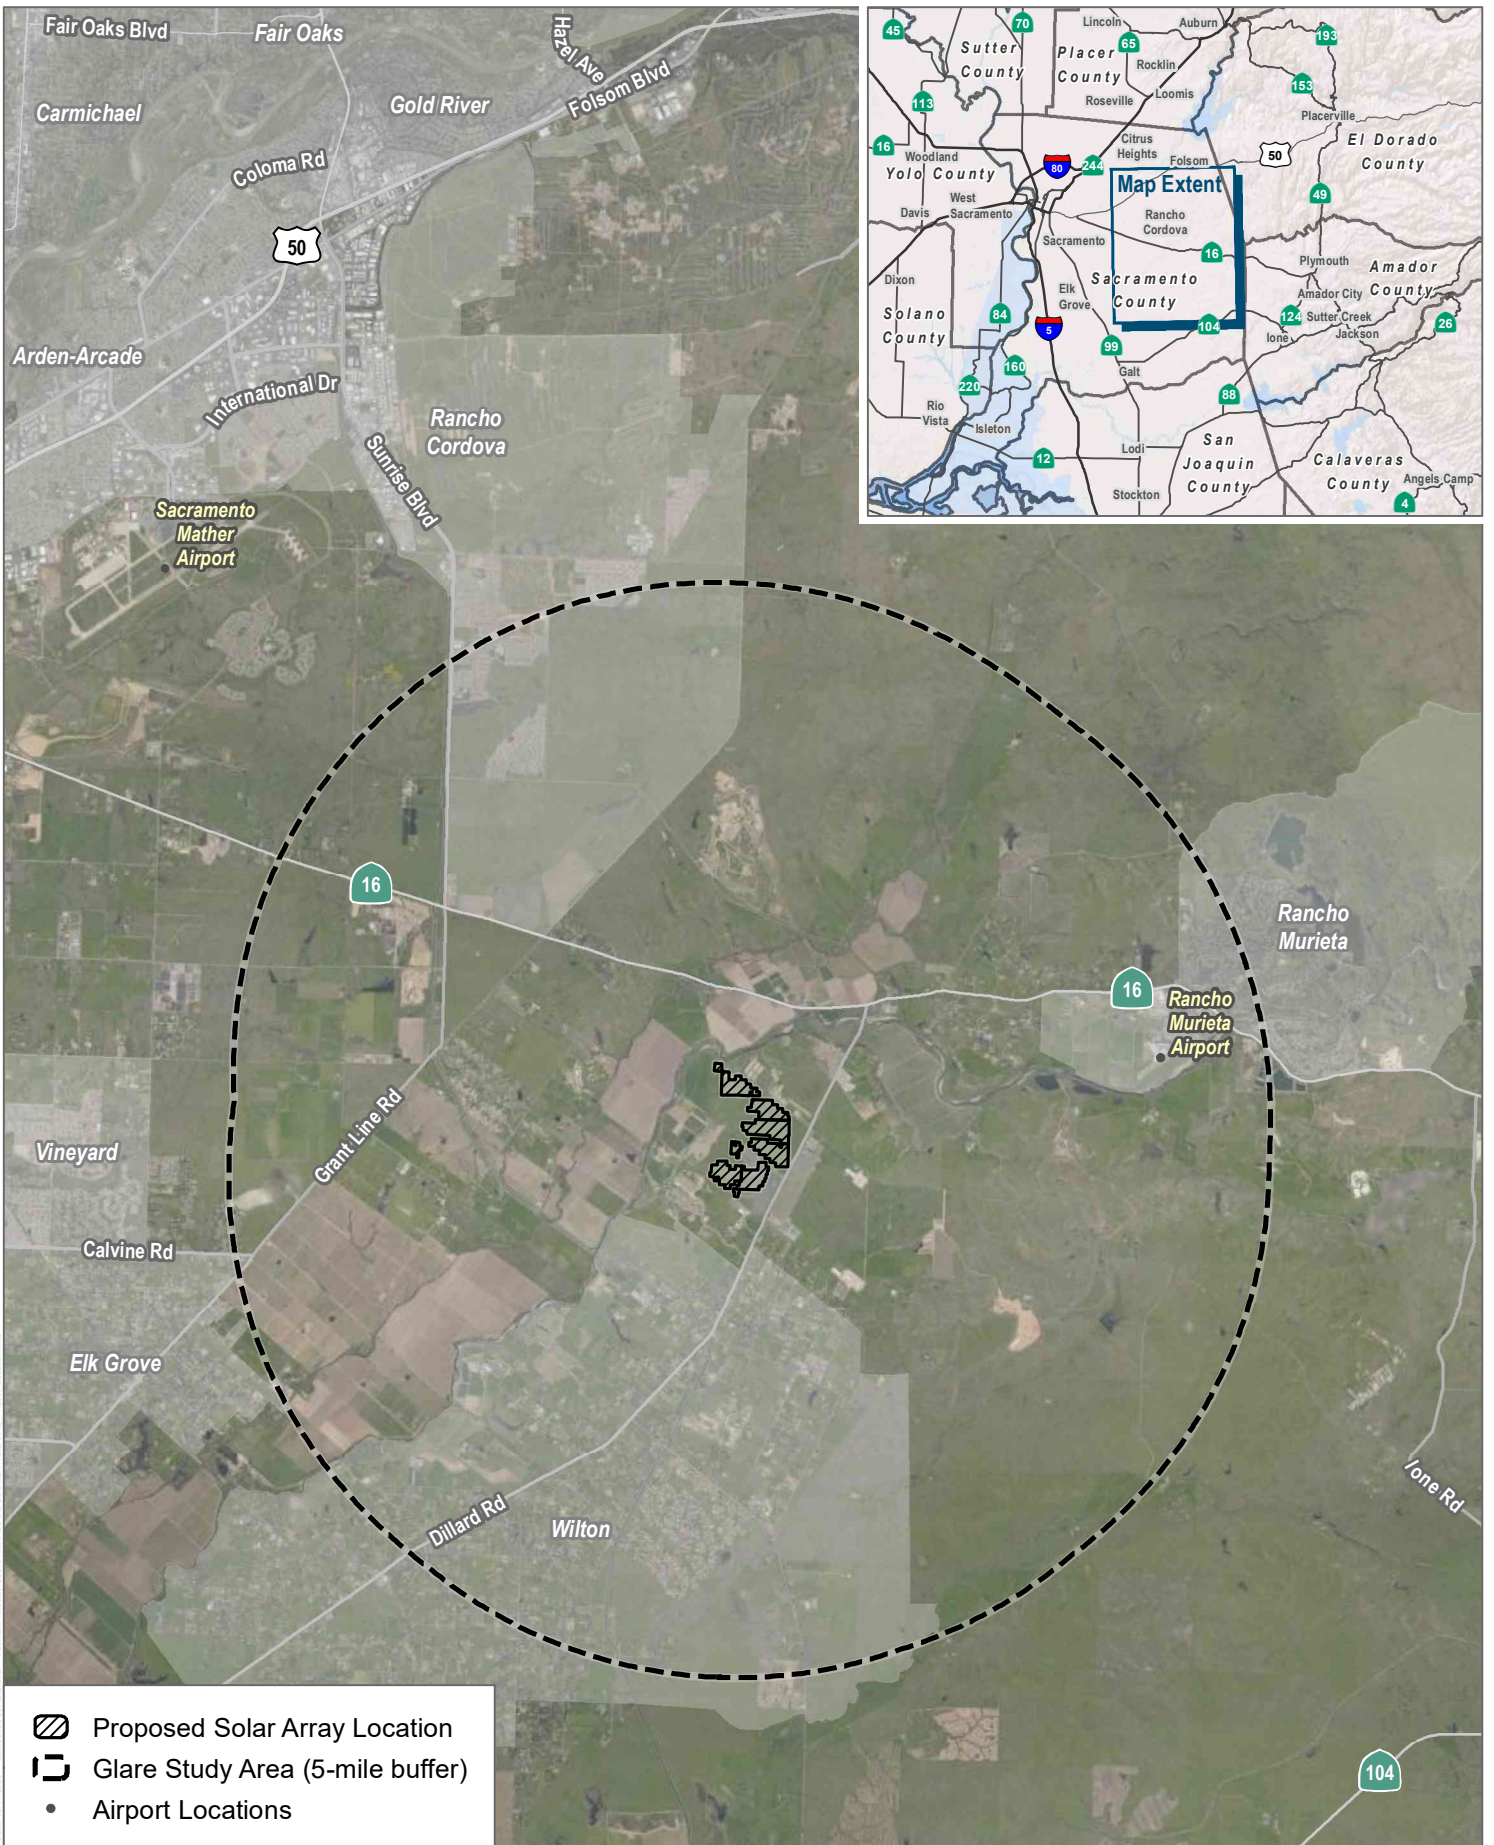 Fair Oaks Blvd
Fair Oaks
Hazel Ave
Folsom Blvd
Carmichael
Gold River
Coloma Rd
50
Arden-Arcade
International Dr
Rancho
Cordova
Sunrise Blvd
Sacramento
Mather
Airport
16
Rancho
Murieta
16
Rancho
Murieta
Airport
Grant Line Rd
Vineyard
Calvine Rd
Elk Grove
Dillard Rd
Wilton
Ione Rd
104
45
70
Lincoln
Auburn
193
Sutter
County
Placer
County
65
Rocklin
153
113
Roseville
Loomis
Placerville
16
Woodland
Yolo County
80
244
Citrus
Heights
Folsom
50
El Dorado
County
Map Extent
49
West
Sacramento
Davis
Rancho
Cordova
Sacramento
16
Plymouth
Amador
County
Dixon
Elk
Grove
Sacramento
County
Amador City
Solano
County
84
5
104
124
Sutter Creek
Jackson
26
Ione
99
160
Galt
220
88
Rio
Vista
Isleton
12
Lodi
San
Joaquin
County
Calaveras
County
Angels Camp
Stockton
4
Proposed Solar Array Location
Glare Study Area (5-mile buffer)
Airport Locations